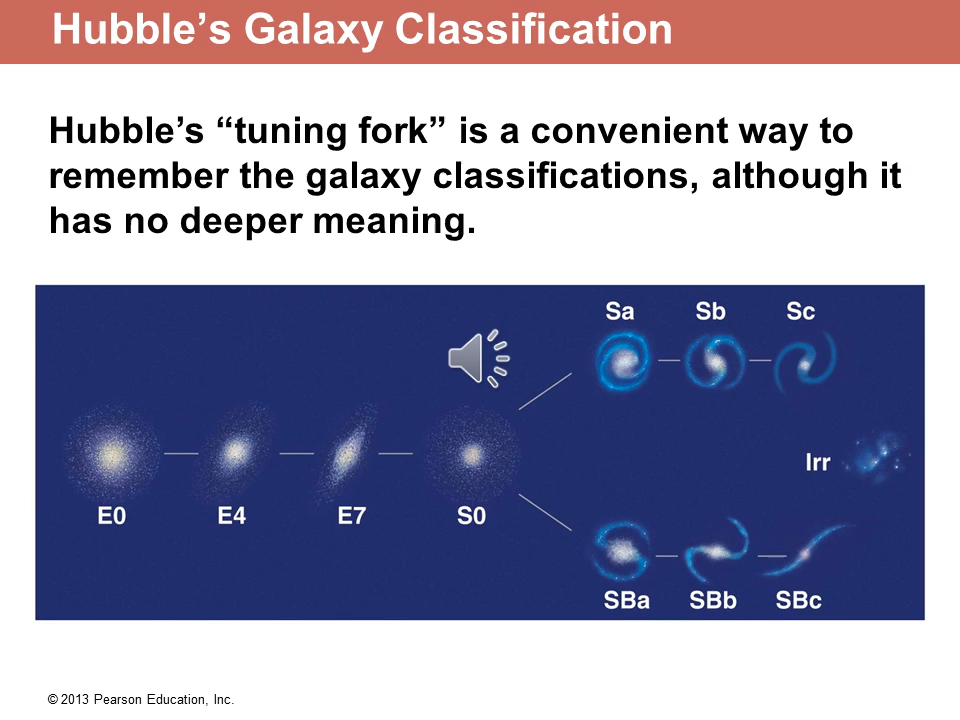 Hubble’s Galaxy Classification
Hubble’s “tuning fork” is a convenient way to
remember the galaxy classifications, although it
has no deeper meaning.
Sa Sb Sc
Irr
E0 E4 E7 S0
SBa SBb SBc
© 2013 Pearson Education, Inc.